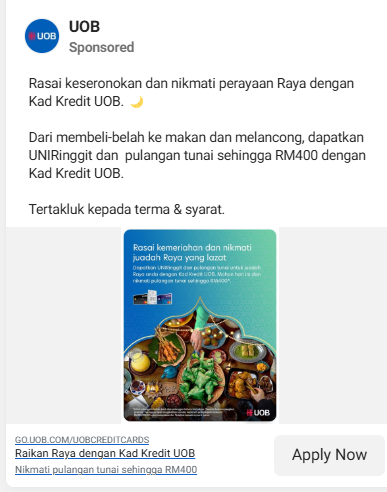 UOB
UOB
Sponsored
Rasai keseronokan dan nikmati perayaan Raya dengan
Kad Kredit UOB. 🌙
Dari membeli-belah ke makan dan melancong, dapatkan
UNIRinggit dan pulangan tunai sehingga RM400 dengan
Kad Kredit UOB.
Tertakluk kepada terma & syarat.
Rasai kemeriahan dan nikmati
juadah Raya yang lazat
Dapatkan UNIRinggit dan pulangan tunai untuk juadah
Raya anda dengan Kad Kredit UOB. Mohon hari ini dan
nikmati pulangan tunai sehingga RM400*.
UOB
GO.UOB.COM/UOBCREDITCARDS
Raikan Raya dengan Kad Kredit UOB
Nikmati pulangan tunai sehingga RM400
Apply Now